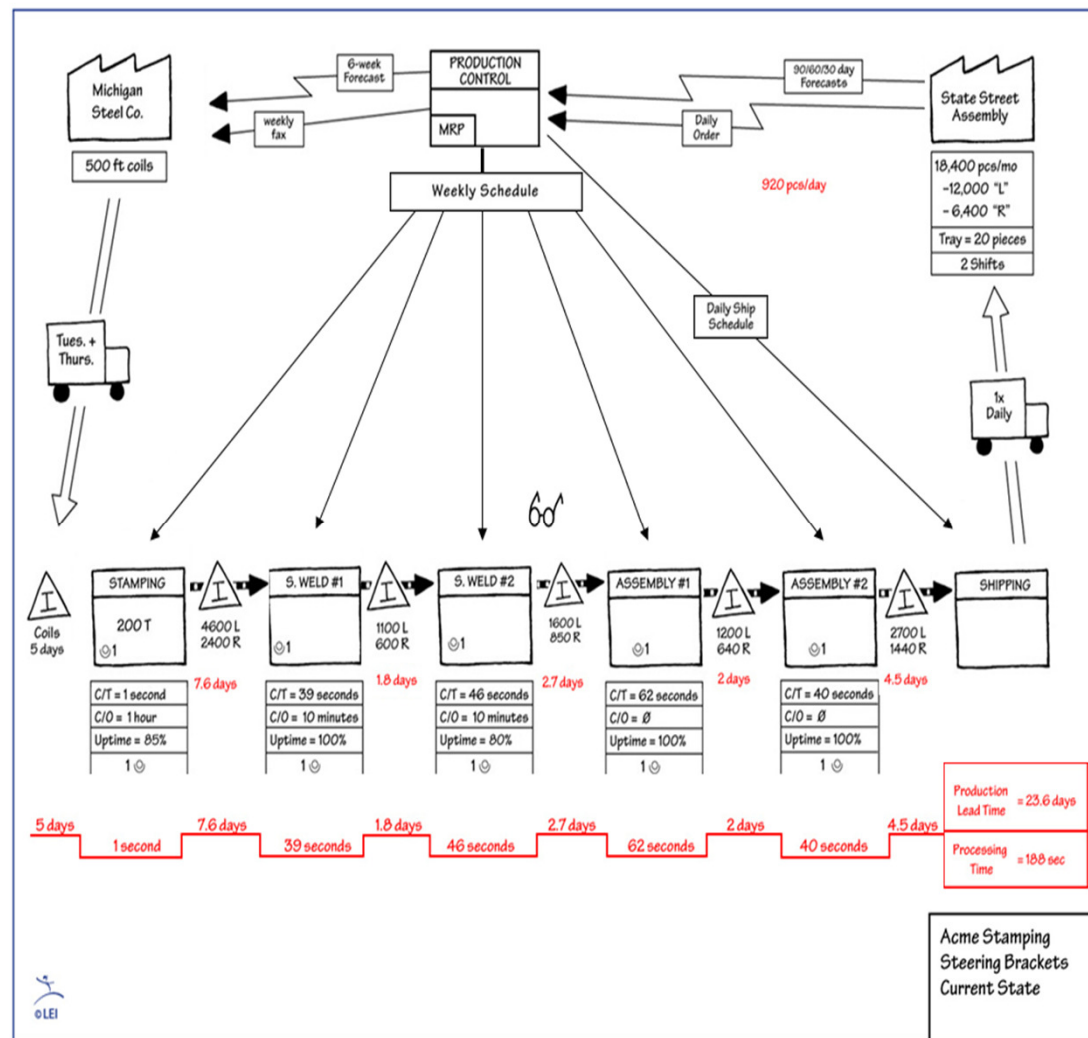 Michigan
Steel Co.
500 ft coils
6-week
Forecast
weekly
fax
PRODUCTION
CONTROL
MRP
Weekly Schedule
90/60/30 day
Forecasts
Daily
Order
920 pcs/day
State Street
Assembly
18,400 pcs/mo
-12,000 "L"
- 6,400 "R"
Tray = 20 pieces
2 Shifts
Tues. +
Thurs.
Daily Ship
Schedule
1x
Daily
I
Coils
5 days
STAMPING
200 T
1
C/T = 1 second
C/O = 1 hour
Uptime = 85%
1
I
4600 L
2400 R
7.6 days
S. WELD #1
1
C/T = 39 seconds
C/O = 10 minutes
Uptime = 100%
1
I
1100 L
600 R
1.8 days
S. WELD #2
1
C/T = 46 seconds
C/O = 10 minutes
Uptime = 80%
1
I
1600 L
850 R
2.7 days
ASSEMBLY #1
1
C/T = 62 seconds
C/O = Ø
Uptime = 100%
1
I
1200 L
640 R
2 days
ASSEMBLY #2
1
C/T = 40 seconds
C/O = Ø
Uptime = 100%
1
I
2700 L
1440 R
4.5 days
SHIPPING
5 days
1 second
7.6 days
39 seconds
1.8 days
46 seconds
2.7 days
62 seconds
2 days
40 seconds
4.5 days
Production
Lead Time = 23.6 days
Processing
Time = 188 sec
Acme Stamping
Steering Brackets
Current State
© LEI